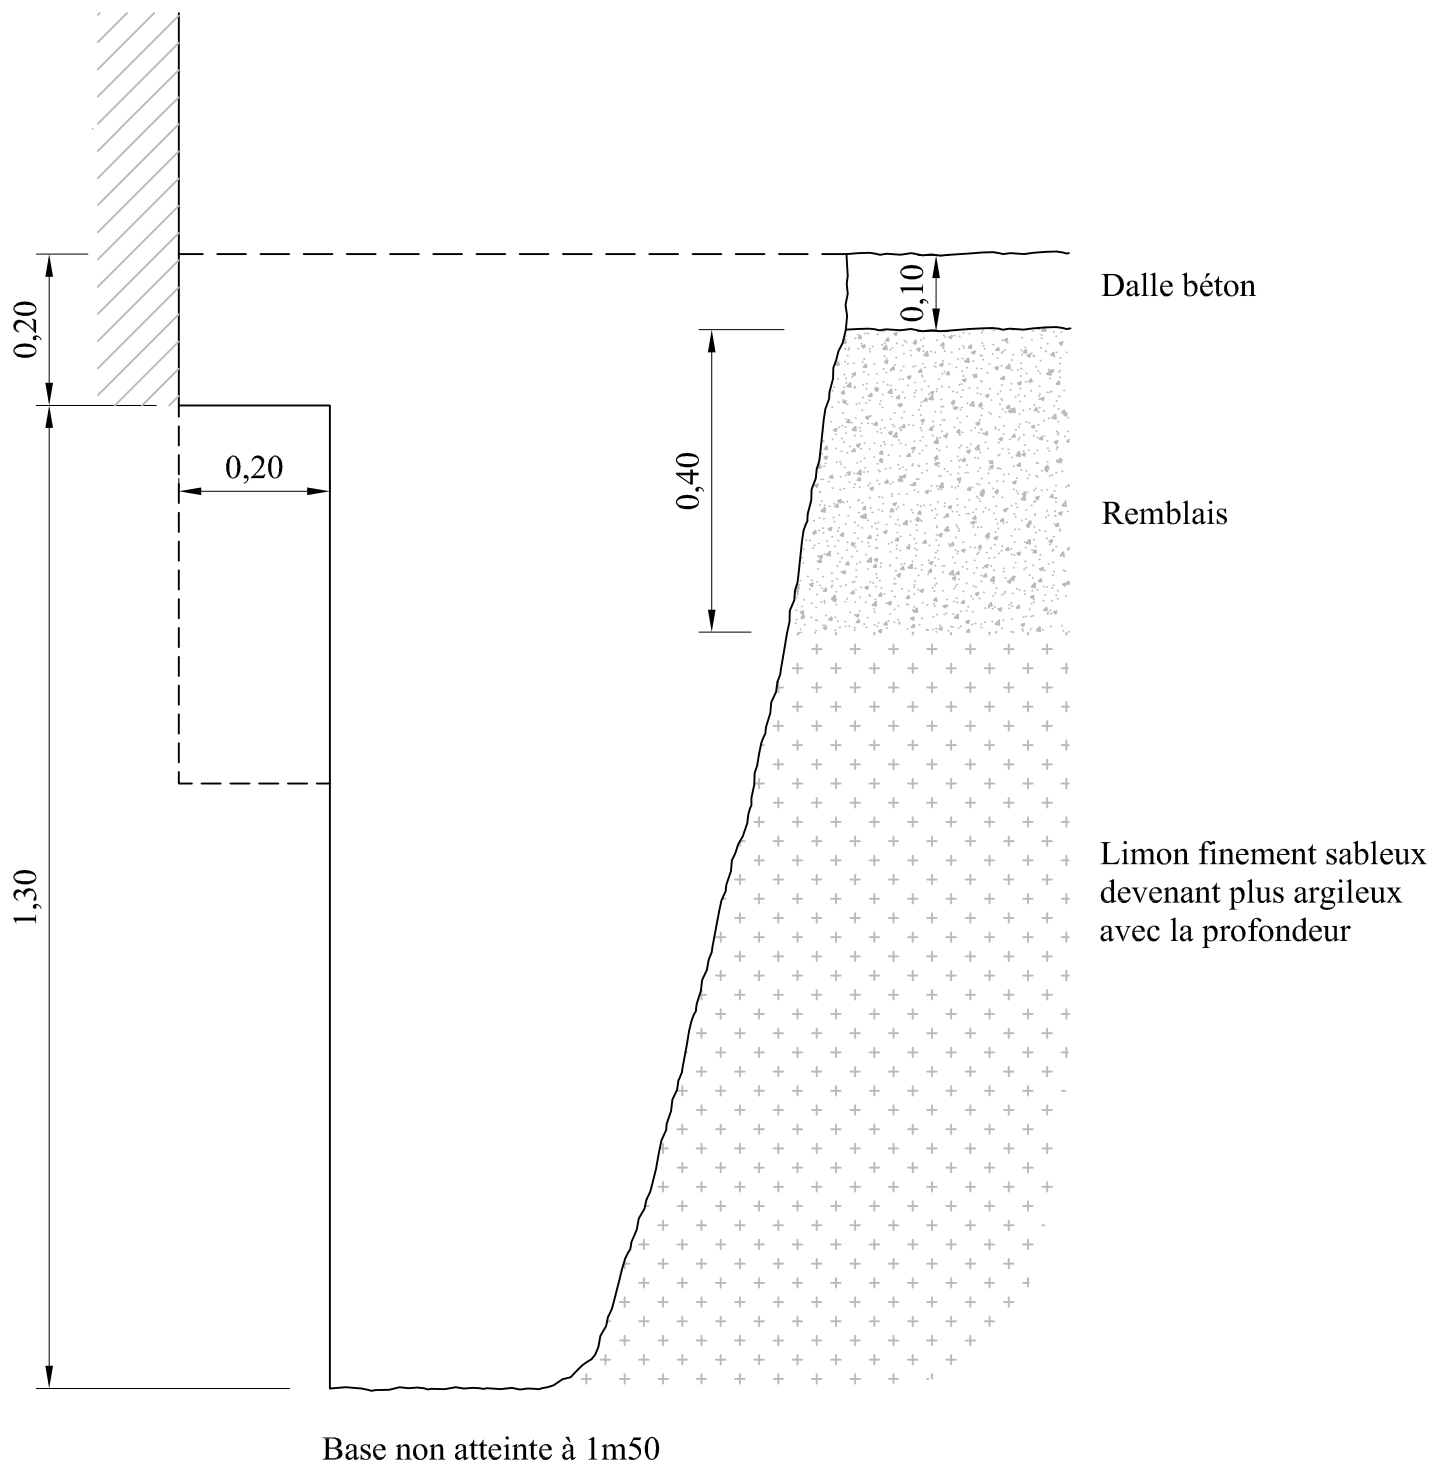 0,20
0,10
Dalle béton
0,20
0,40
Remblais
1,30
Limon finement sableux
devenant plus argileux
avec la profondeur
Base non atteinte à 1m50